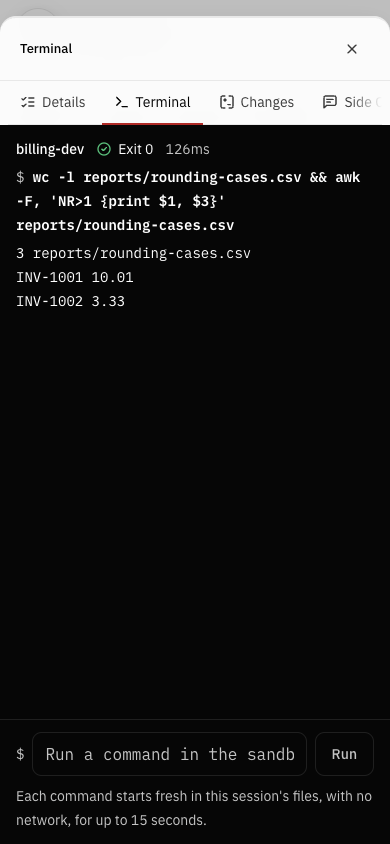 Terminal
Details
Terminal
Changes
Side C
billing-dev Exit 0 126ms
$ wc -l reports/rounding-cases.csv && awk
-F, 'NR>1 {print $1, $3}'
reports/rounding-cases.csv
3 reports/rounding-cases.csv
INV-1001 10.01
INV-1002 3.33
$ Run a command in the sandb
Run
Each command starts fresh in this session's files, with no
network, for up to 15 seconds.